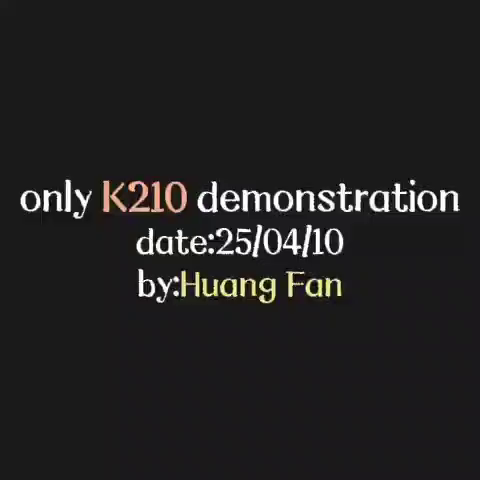 only K210 demonstration
date:25/04/10
by:Huang Fan